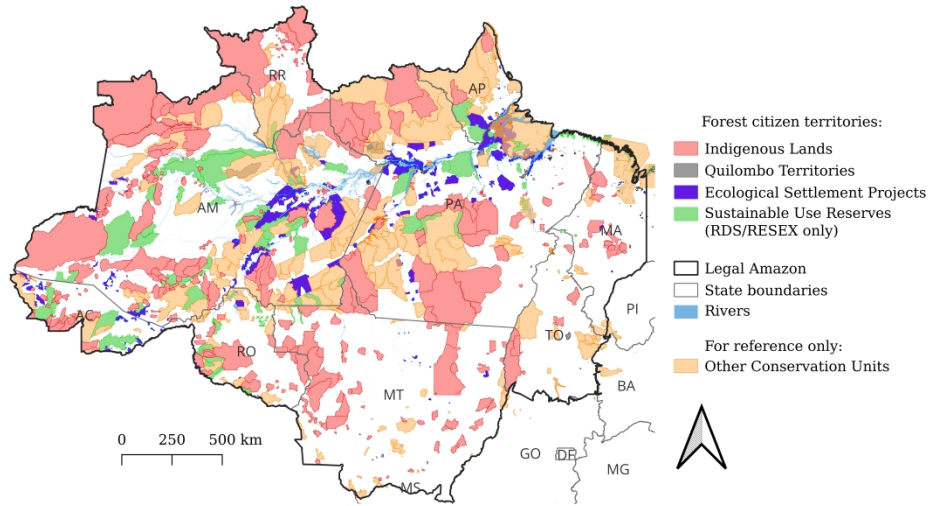 RR
AP
AM
PA
MA
AC
RO
TO
PI
MT
BA
GO
DF
MG
MS
0 250 500 km
Forest citizen territories:
Indigenous Lands
Quilombo Territories
Ecological Settlement Projects
Sustainable Use Reserves
(RDS/RESEX only)
Legal Amazon
State boundaries
Rivers
For reference only:
Other Conservation Units